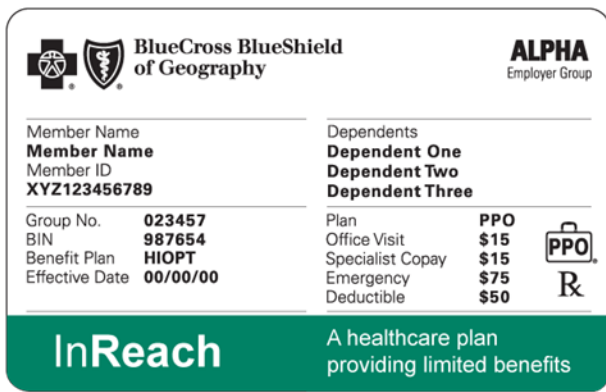 BlueCross BlueShield
of Geography
ALPHA
Employer Group
Member Name
Member Name
Member ID
XYZ123456789
Dependents
Dependent One
Dependent Two
Dependent Three
Group No. 023457
BIN 987654
Benefit Plan HIOPT
Effective Date 00/00/00
Plan PPO
Office Visit $15
Specialist Copay $15
Emergency $75
Deductible $50
PPO
Rx
InReach
A healthcare plan
providing limited benefits